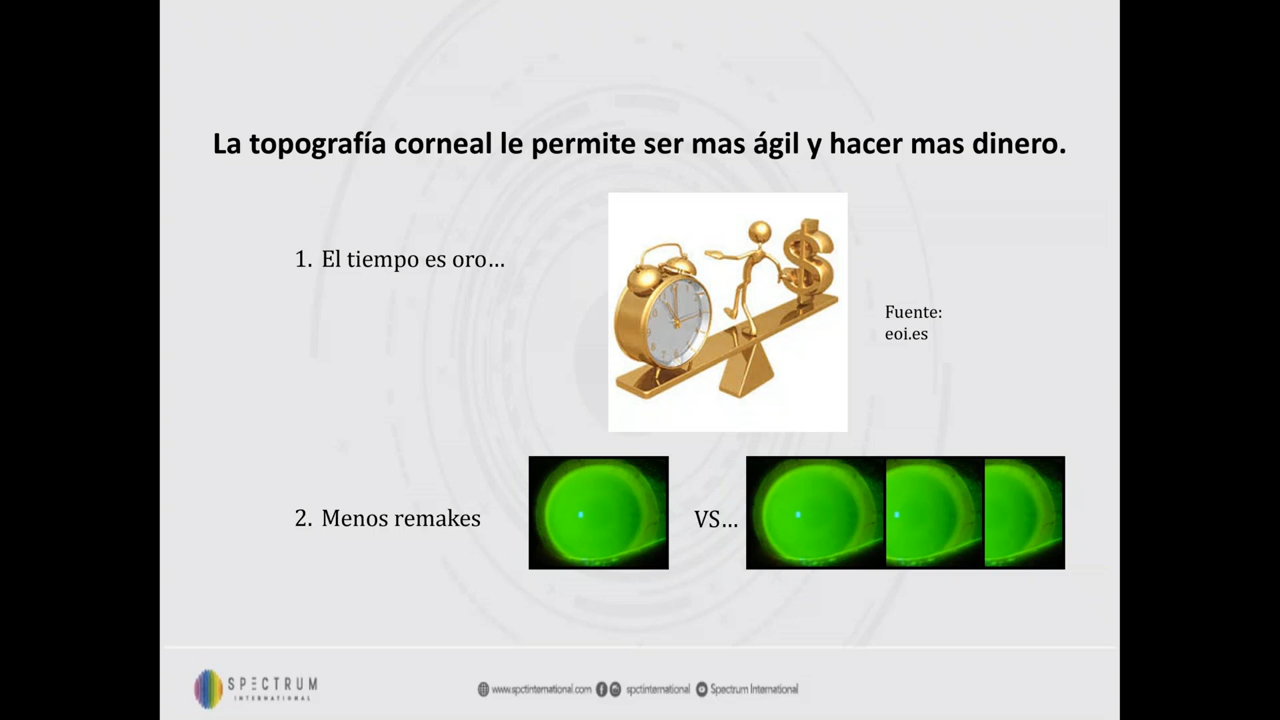 La topografía corneal le permite ser mas ágil y hacer mas dinero.
1. El tiempo es oro...
Fuente:
eoi.es
2. Menos remakes
VS...
SPECTRUM
INTERNATIONAL
www.spctinternational.com spctinternational Spectrum International